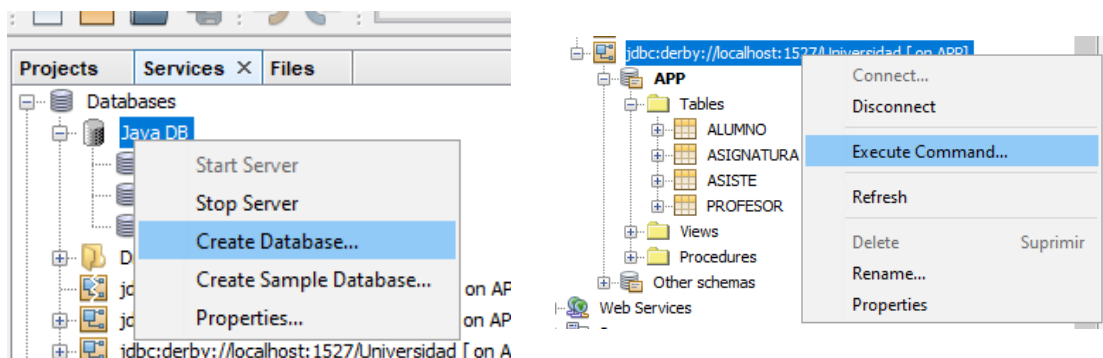 Projects Services × Files
Databases
Java DB
Start Server
Stop Server
Create Database...
Create Sample Database...
on AP
Properties...
on AP
jdbc:derby://localhost:1527/Universidad [ on A
jdbc:derby://localhost:1527/Universidad [ on APP]
APP
Tables
ALUMNO
ASIGNATURA
ASISTE
PROFESOR
Views
Procedures
Other schemas
Web Services
Connect...
Disconnect
Execute Command...
Refresh
Delete Suprimir
Rename...
Properties